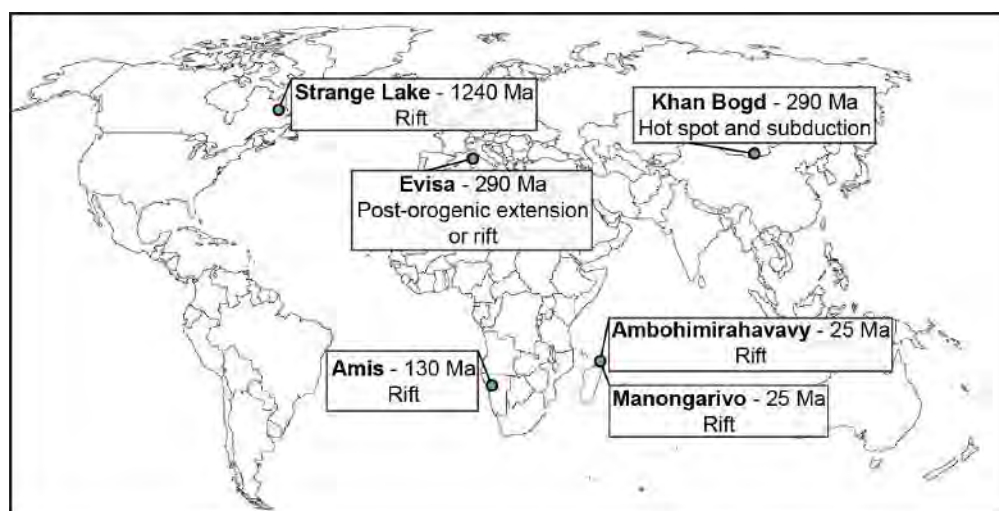 Strange Lake - 1240 Ma
Rift
Khan Bogd - 290 Ma
Hot spot and subduction
Evisa - 290 Ma
Post-orogenic extension
or rift
Ambohimirahavavy - 25 Ma
Rift
Amis - 130 Ma
Rift
Manongarivo - 25 Ma
Rift